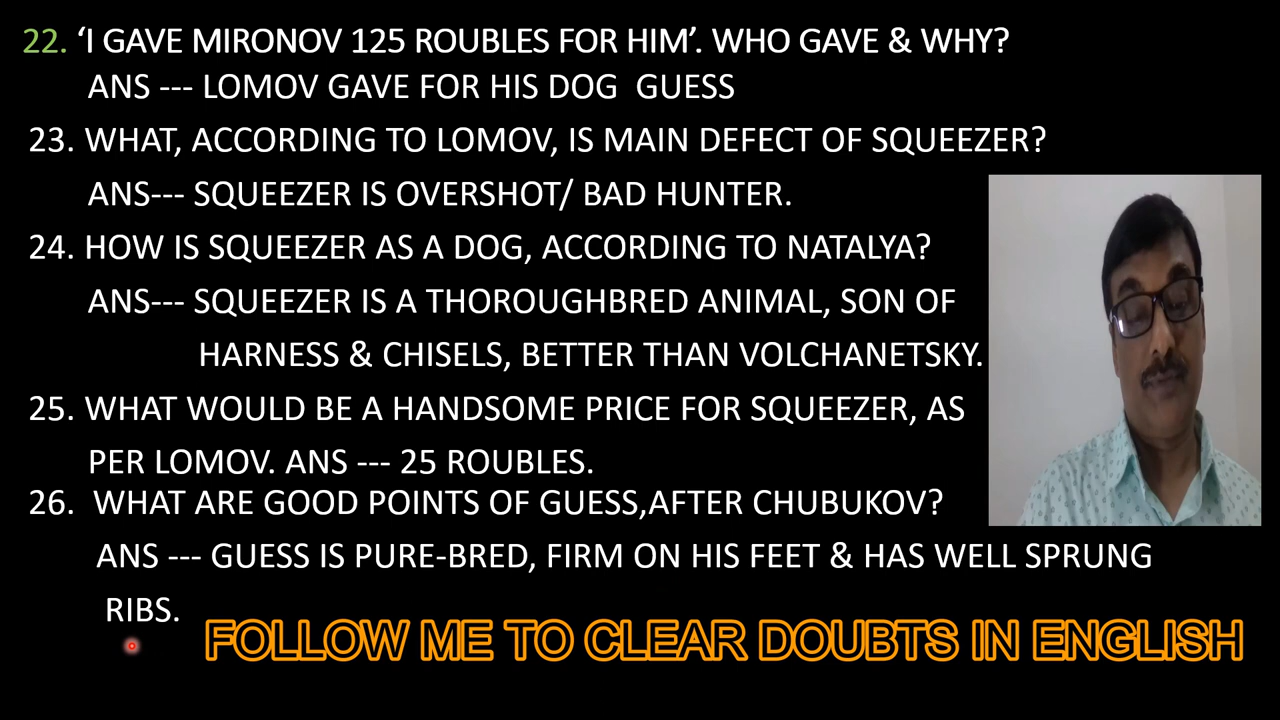 22. ‘I GAVE MIRONOV 125 ROUBLES FOR HIM’. WHO GAVE & WHY?
ANS --- LOMOV GAVE FOR HIS DOG GUESS
23. WHAT, ACCORDING TO LOMOV, IS MAIN DEFECT OF SQUEEZER?
ANS--- SQUEEZER IS OVERSHOT/ BAD HUNTER.
24. HOW IS SQUEEZER AS A DOG, ACCORDING TO NATALYA?
ANS--- SQUEEZER IS A THOROUGHBRED ANIMAL, SON OF
HARNESS & CHISELS, BETTER THAN VOLCHANETSKY.
25. WHAT WOULD BE A HANDSOME PRICE FOR SQUEEZER, AS
PER LOMOV. ANS --- 25 ROUBLES.
26. WHAT ARE GOOD POINTS OF GUESS,AFTER CHUBUKOV?
ANS --- GUESS IS PURE-BRED, FIRM ON HIS FEET & HAS WELL SPRUNG
RIBS.
FOLLOW ME TO CLEAR DOUBTS IN ENGLISH